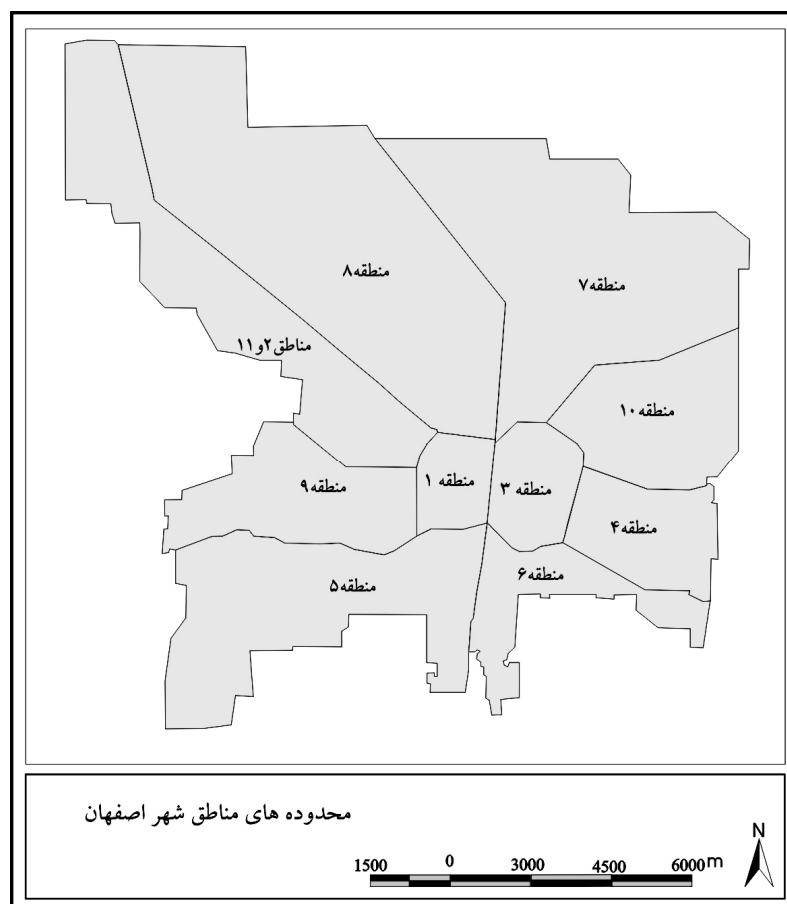 منطقه۸
منطقه۷
مناطق۲و۱۱
منطقه۱۰
منطقه ۱
منطقه ۳
منطقه۹
منطقه۴
منطقه۶
منطقه۵
محدوده های مناطق شهر اصفهان
N
1500 0 3000 4500 6000 m